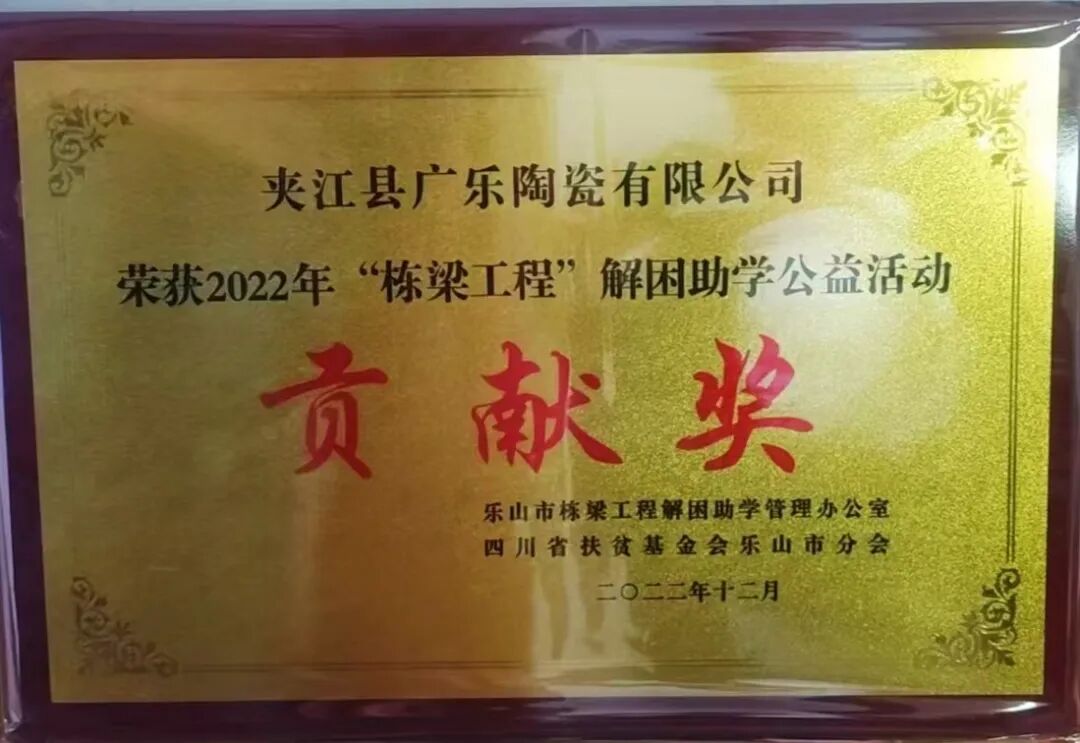 夹江县广乐陶瓷有限公司
荣获2022年“栋梁工程”解困助学公益活动
贡献奖
乐山市栋梁工程解困助学管理办公室
四川省扶贫基金会乐山市分会
二〇二二年十二月